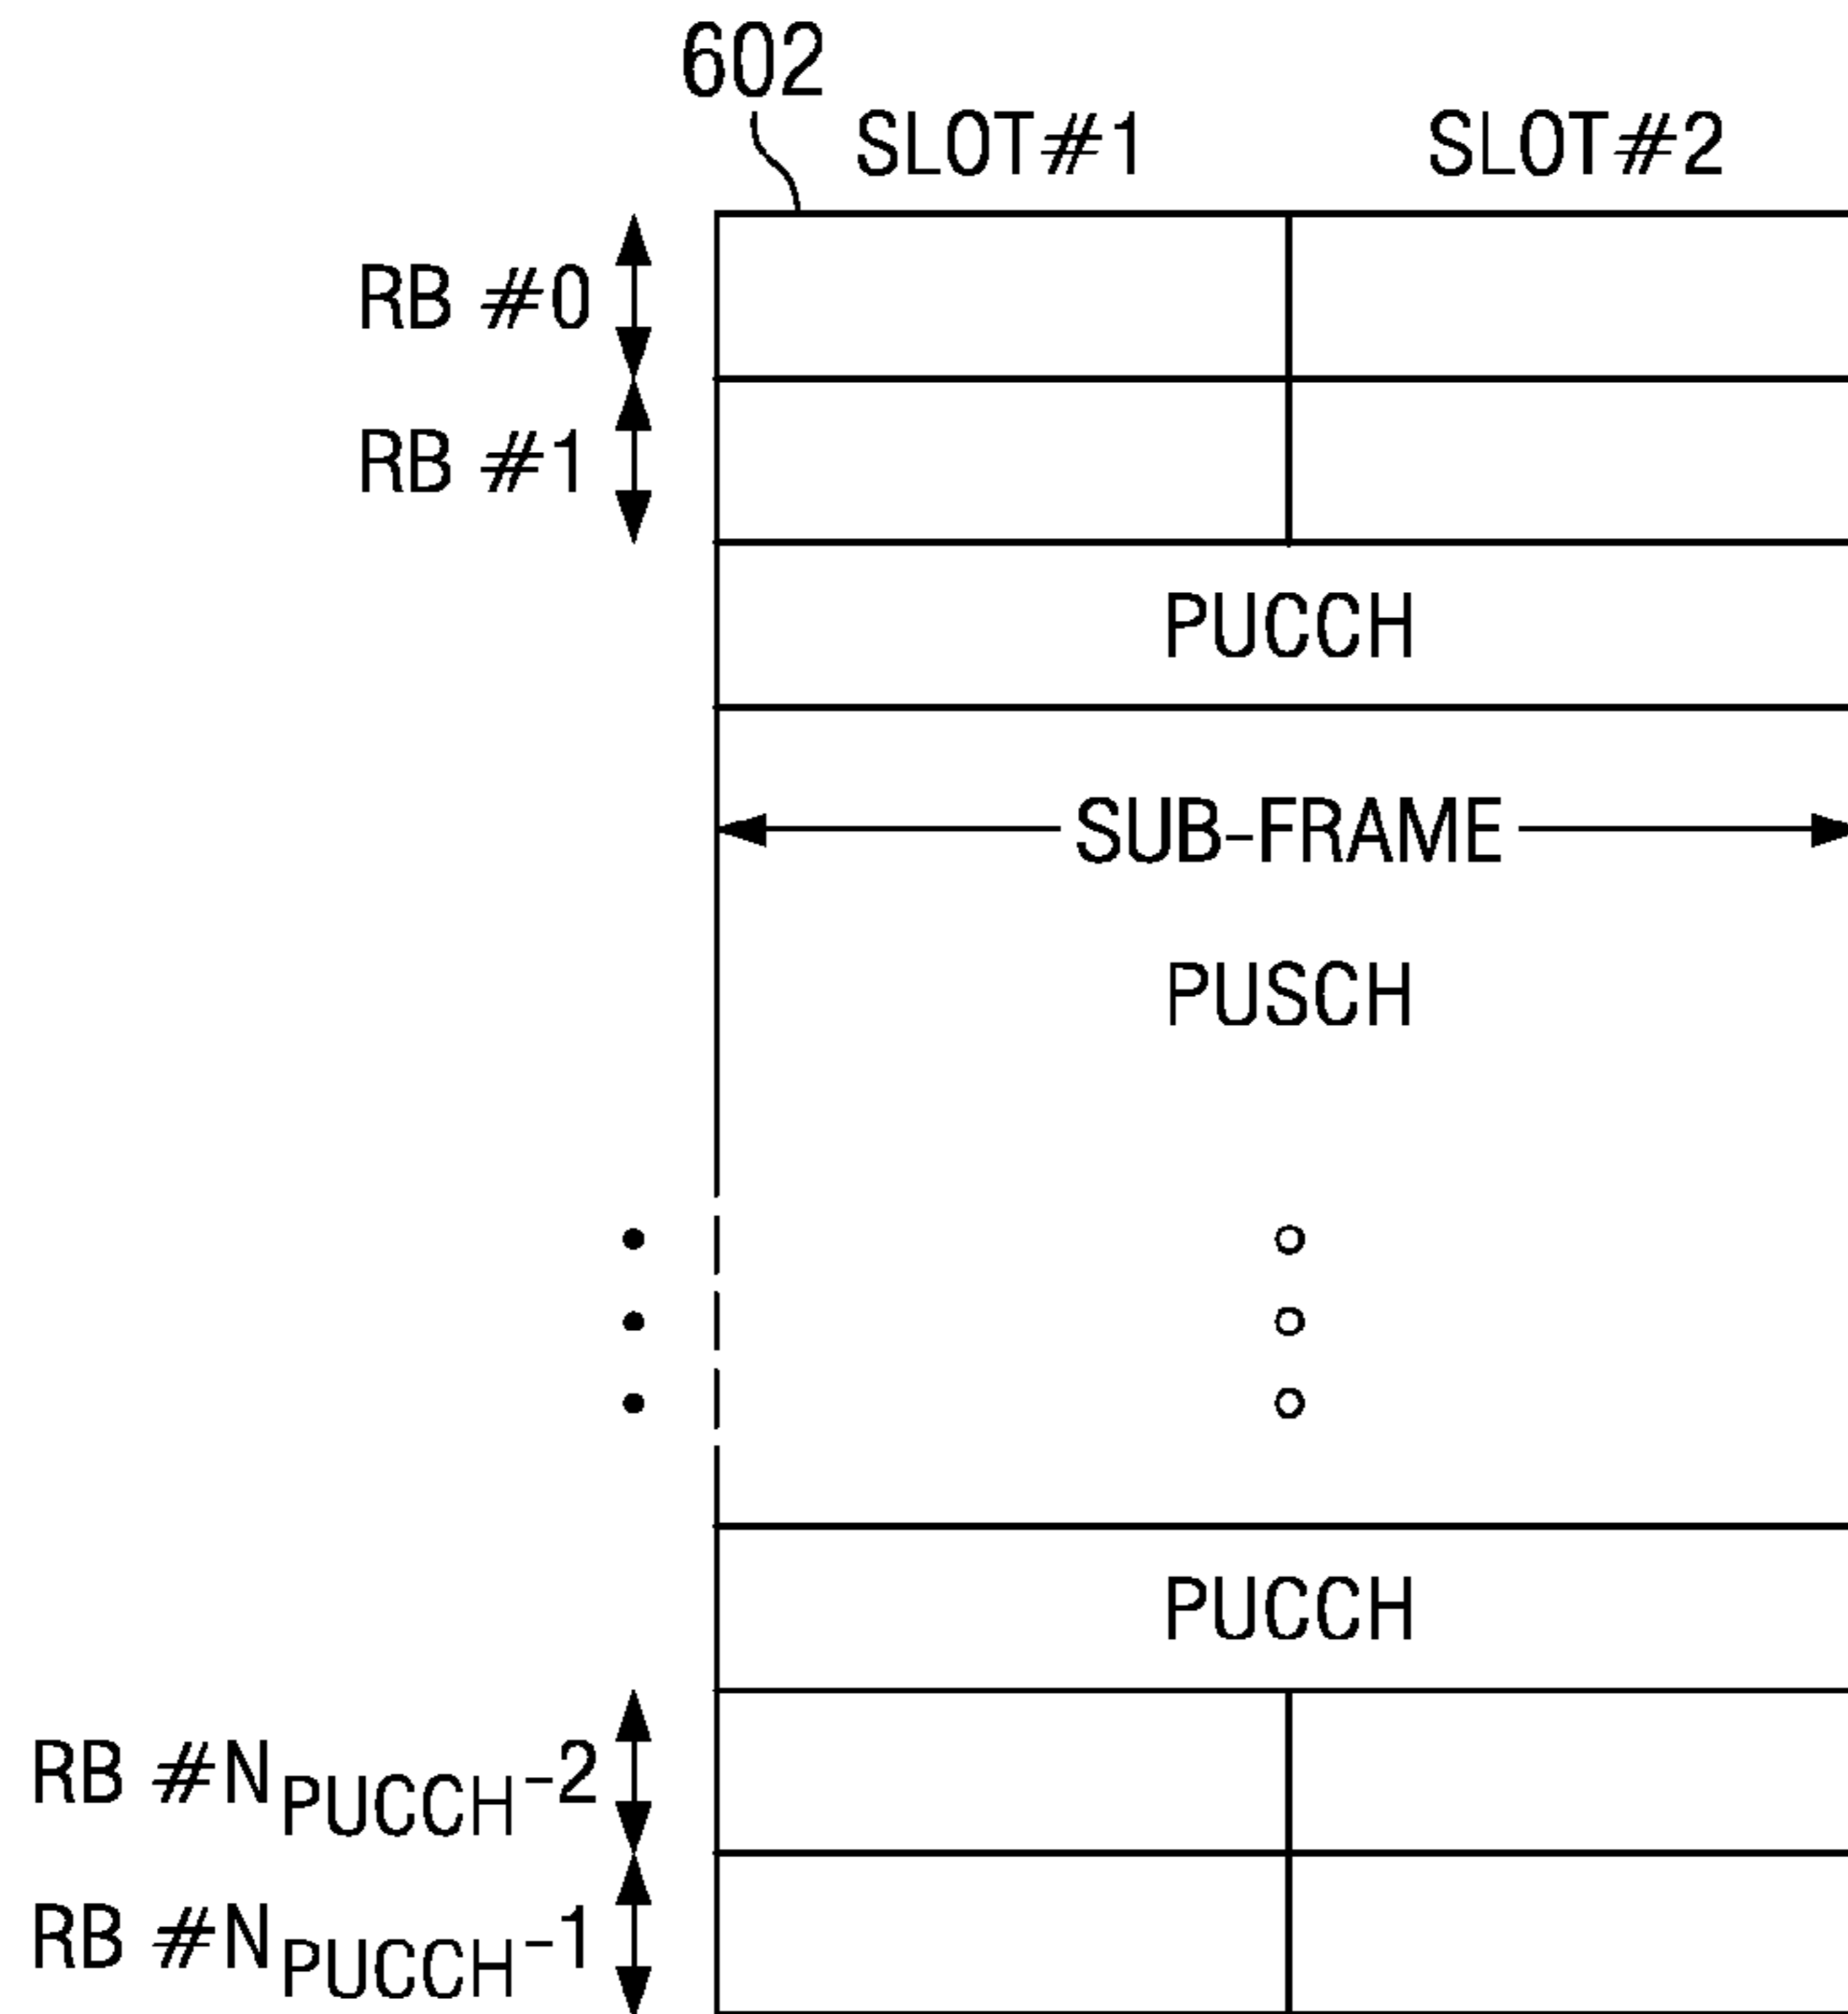 602
SLOT#1 SLOT#2
RB #0
RB #1
PUCCH
SUB-FRAME
PUSCH
PUCCH
RB #NPUCCH-2
RB #NPUCCH-1